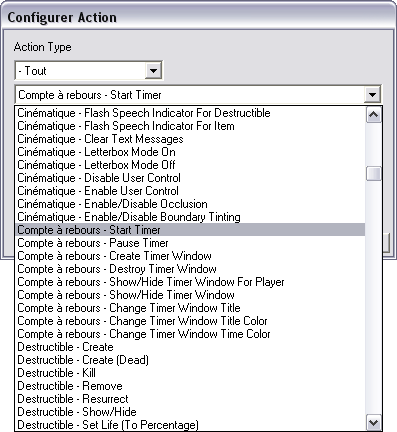 Configurer Action
Action Type
- Tout
Compte à rebours - Start Timer
Cinématique - Flash Speech Indicator For Destructible
Cinématique - Flash Speech Indicator For Item
Cinématique - Clear Text Messages
Cinématique - Letterbox Mode On
Cinématique - Letterbox Mode Off
Cinématique - Disable User Control
Cinématique - Enable User Control
Cinématique - Enable/Disable Occlusion
Cinématique - Enable/Disable Boundary Tinting
Compte à rebours - Start Timer
Compte à rebours - Pause Timer
Compte à rebours - Create Timer Window
Compte à rebours - Destroy Timer Window
Compte à rebours - Show/Hide Timer Window For Player
Compte à rebours - Show/Hide Timer Window
Compte à rebours - Change Timer Window Title
Compte à rebours - Change Timer Window Title Color
Compte à rebours - Change Timer Window Time Color
Destructible - Create
Destructible - Create (Dead)
Destructible - Kill
Destructible - Remove
Destructible - Resurrect
Destructible - Show/Hide
Destructible - Set Life (To Percentage)